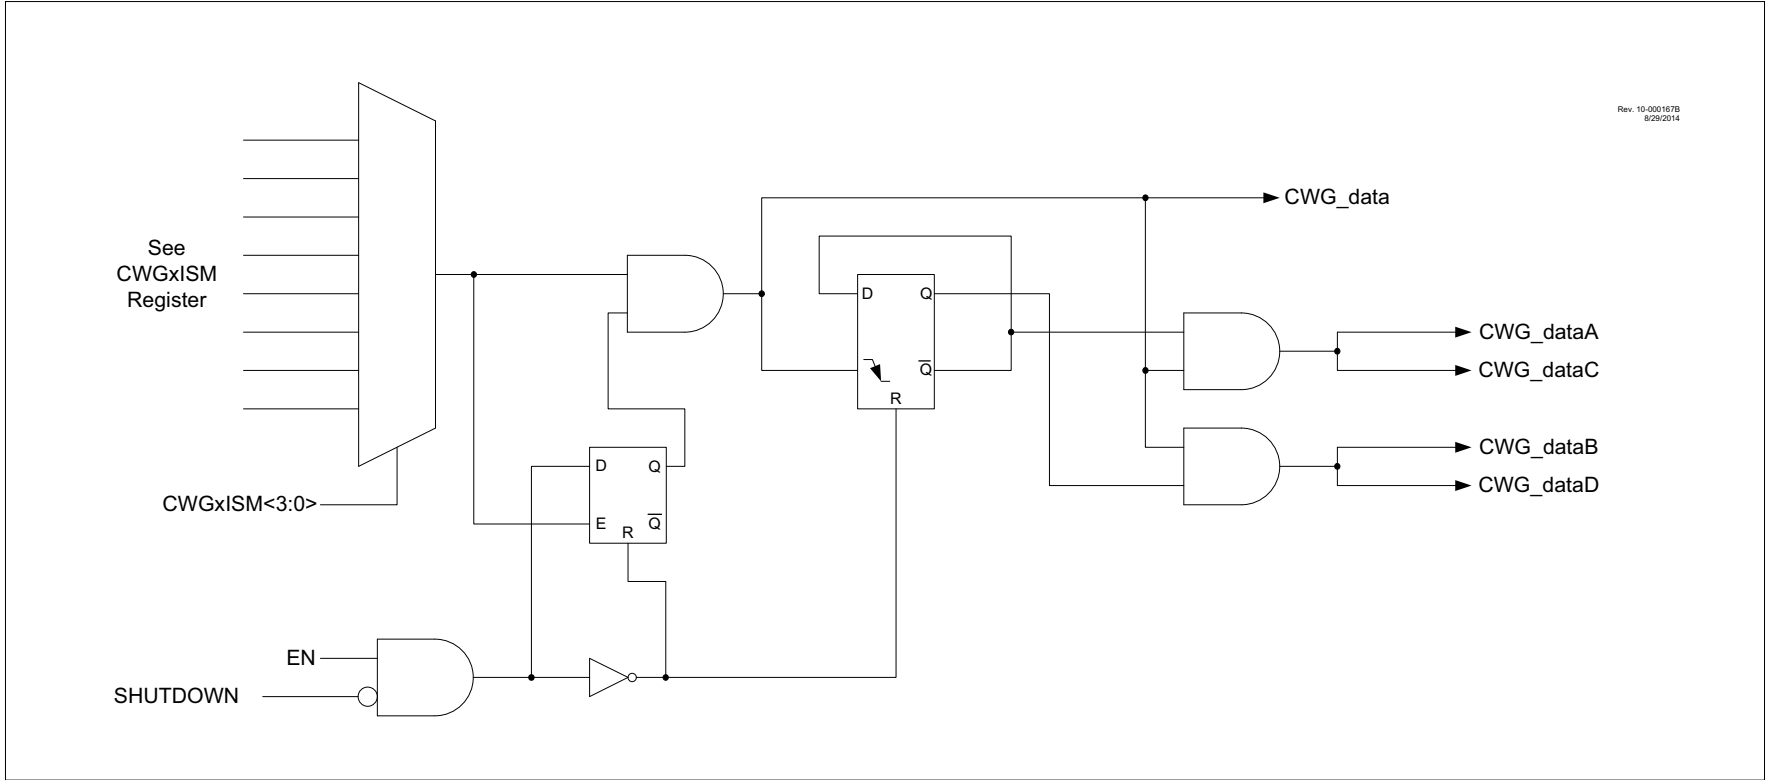 Rev. 10-000167B
8/29/2014
See
CWGxISM
Register
CWGxISM<3:0>
EN
SHUTDOWN
D
Q
E
R
Q̅
D
Q
Q̅
R
CWG_data
CWG_dataA
CWG_dataC
CWG_dataB
CWG_dataD